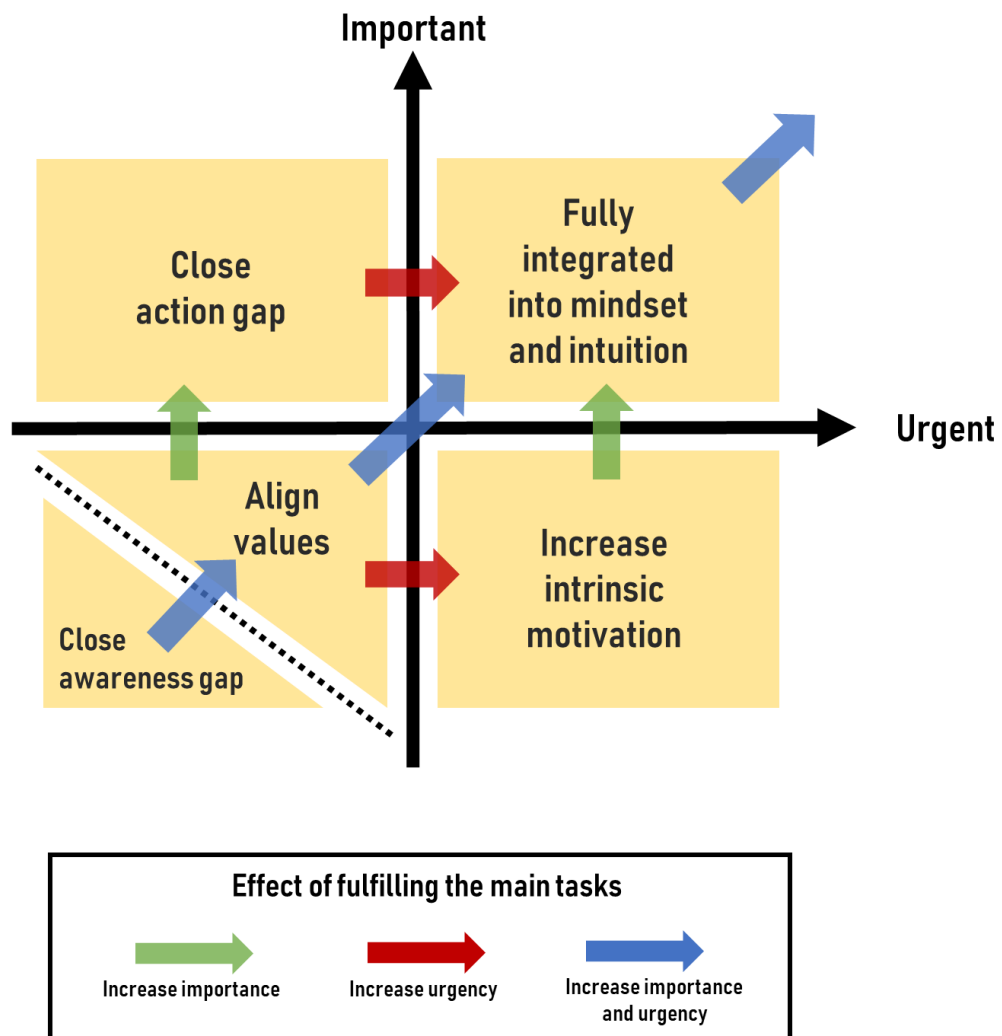 Important
Close
action gap
Fully
integrated
into mindset
and intuition
Urgent
Align
values
Close
awareness gap
Increase
intrinsic
motivation
Effect of fulfilling the main tasks
Increase importance
Increase urgency
Increase importance
and urgency